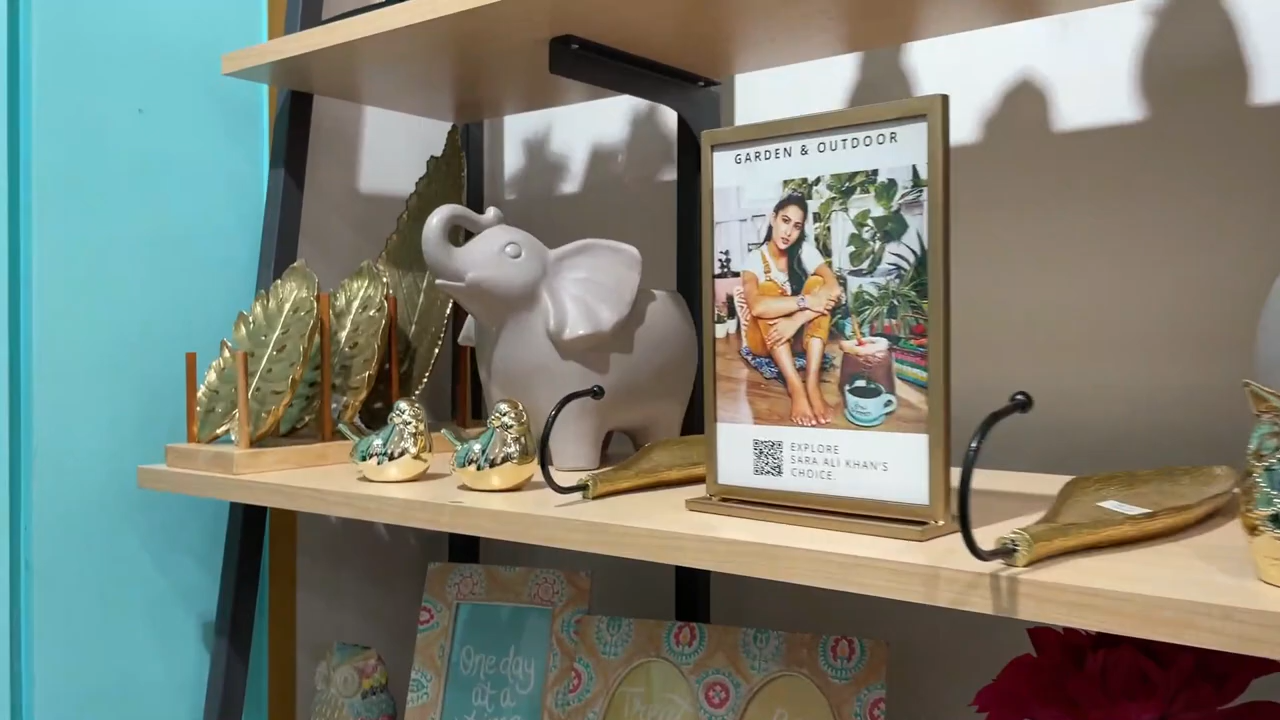 GARDEN & OUTDOOR
EXPLORE
SARA ALI KHAN'S
CHOICE.
One day
at a